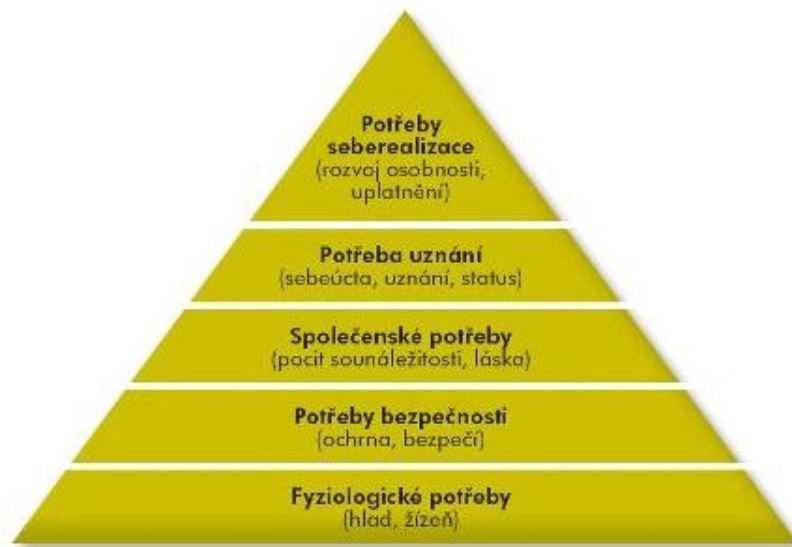 Potřeby
seberealizace
(rozvoj osobnosti,
uplatnění)
Potřeba uznání
(sebeúcta, uznání, status)
Společenské potřeby
(pocit sounáležitosti, láska)
Potřeby bezpečnosti
(ochrna, bezpečí)
Fyziologické potřeby
(hlad, žízeň)